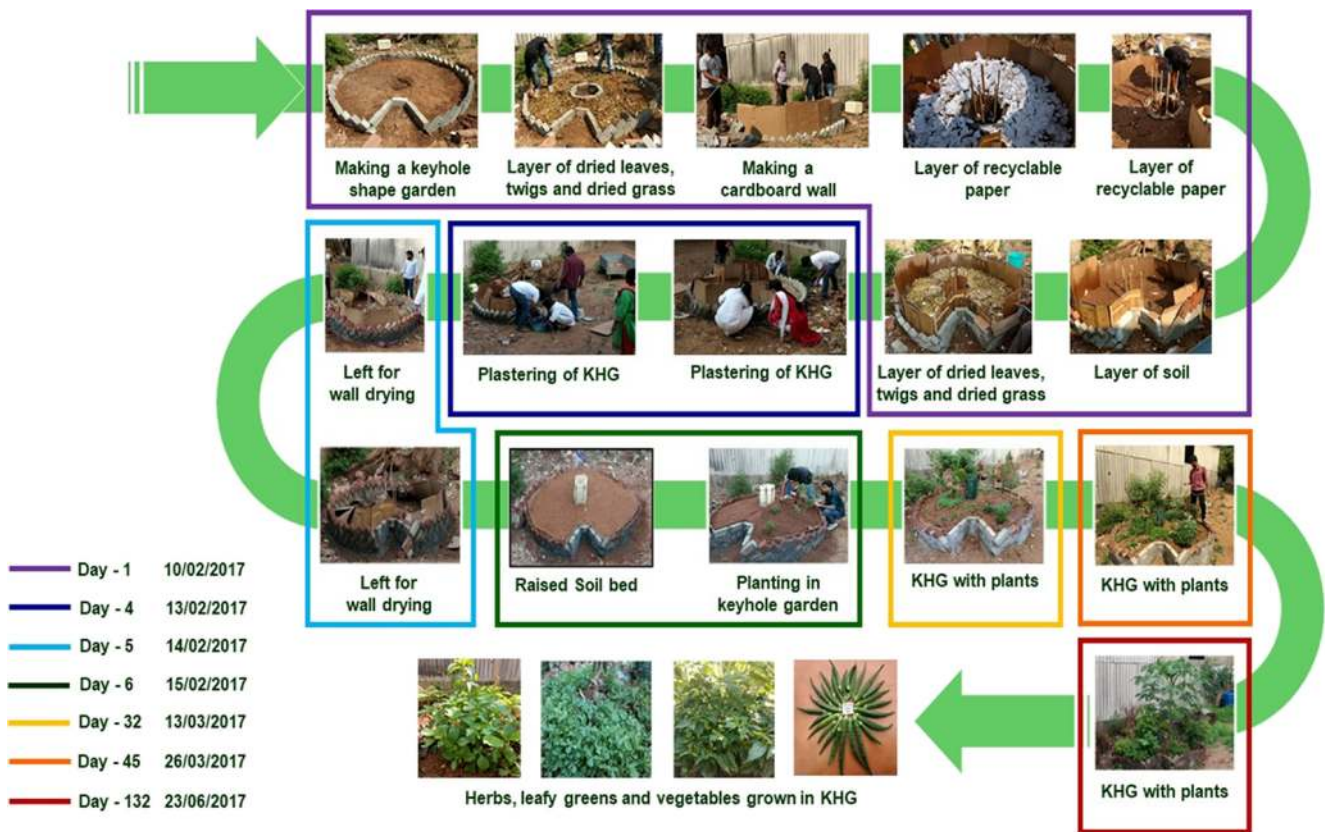 Making a keyhole
shape garden
Layer of dried leaves,
twigs and dried grass
Making a
cardboard wall
Layer of recyclable
paper
Layer of
recyclable paper
Left for
wall drying
Plastering of KHG
Plastering of KHG
Layer of dried leaves,
twigs and dried grass
Layer of soil
Left for
wall drying
Raised Soil bed
Planting in
keyhole garden
KHG with plants
KHG with plants
Day - 1 10/02/2017
Day - 4 13/02/2017
Day - 5 14/02/2017
Day - 6 15/02/2017
Day - 32 13/03/2017
Day - 45 26/03/2017
Day - 132 23/06/2017
Herbs, leafy greens and vegetables grown in KHG
KHG with plants